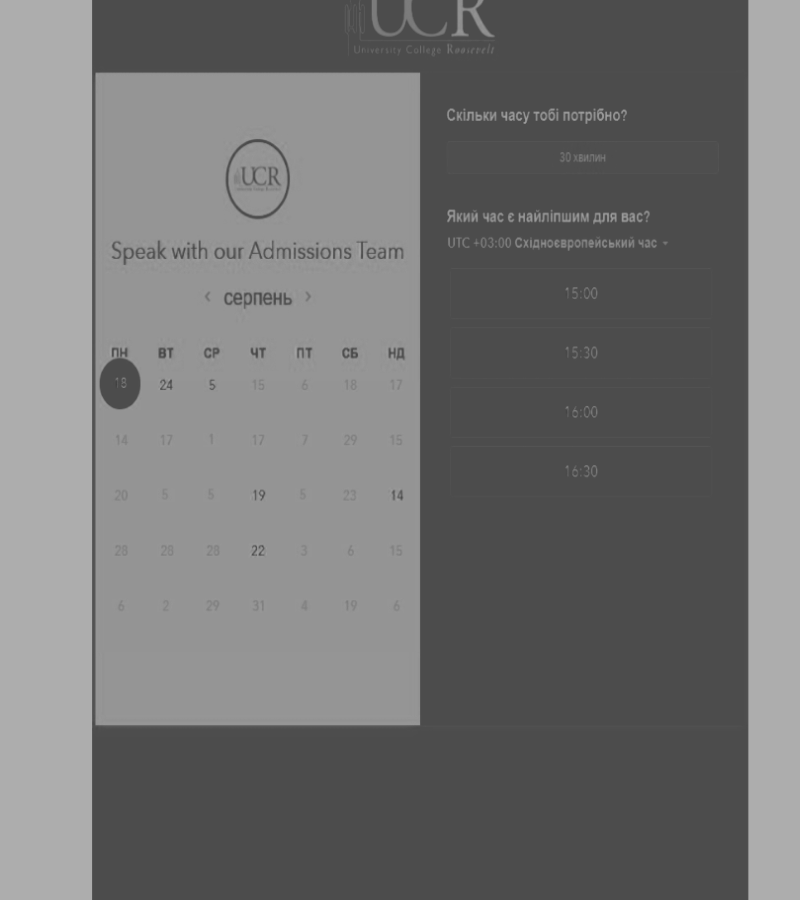 UCR
University College Roosevelt
UCR
Speak with our Admissions Team
< серпень >
ПН ВТ СР ЧТ ПТ СБ НД
18 24 5 15 6 18 17
14 17 1 17 7 29 15
20 5 5 19 5 23 14
28 28 28 22 3 6 15
6 2 29 31 4 19 6
Скільки часу тобі потрібно?
30 хвилин
Який час є найліпшим для вас?
UTC +03:00 Східноєвропейський час
15:00
15:30
16:00
16:30